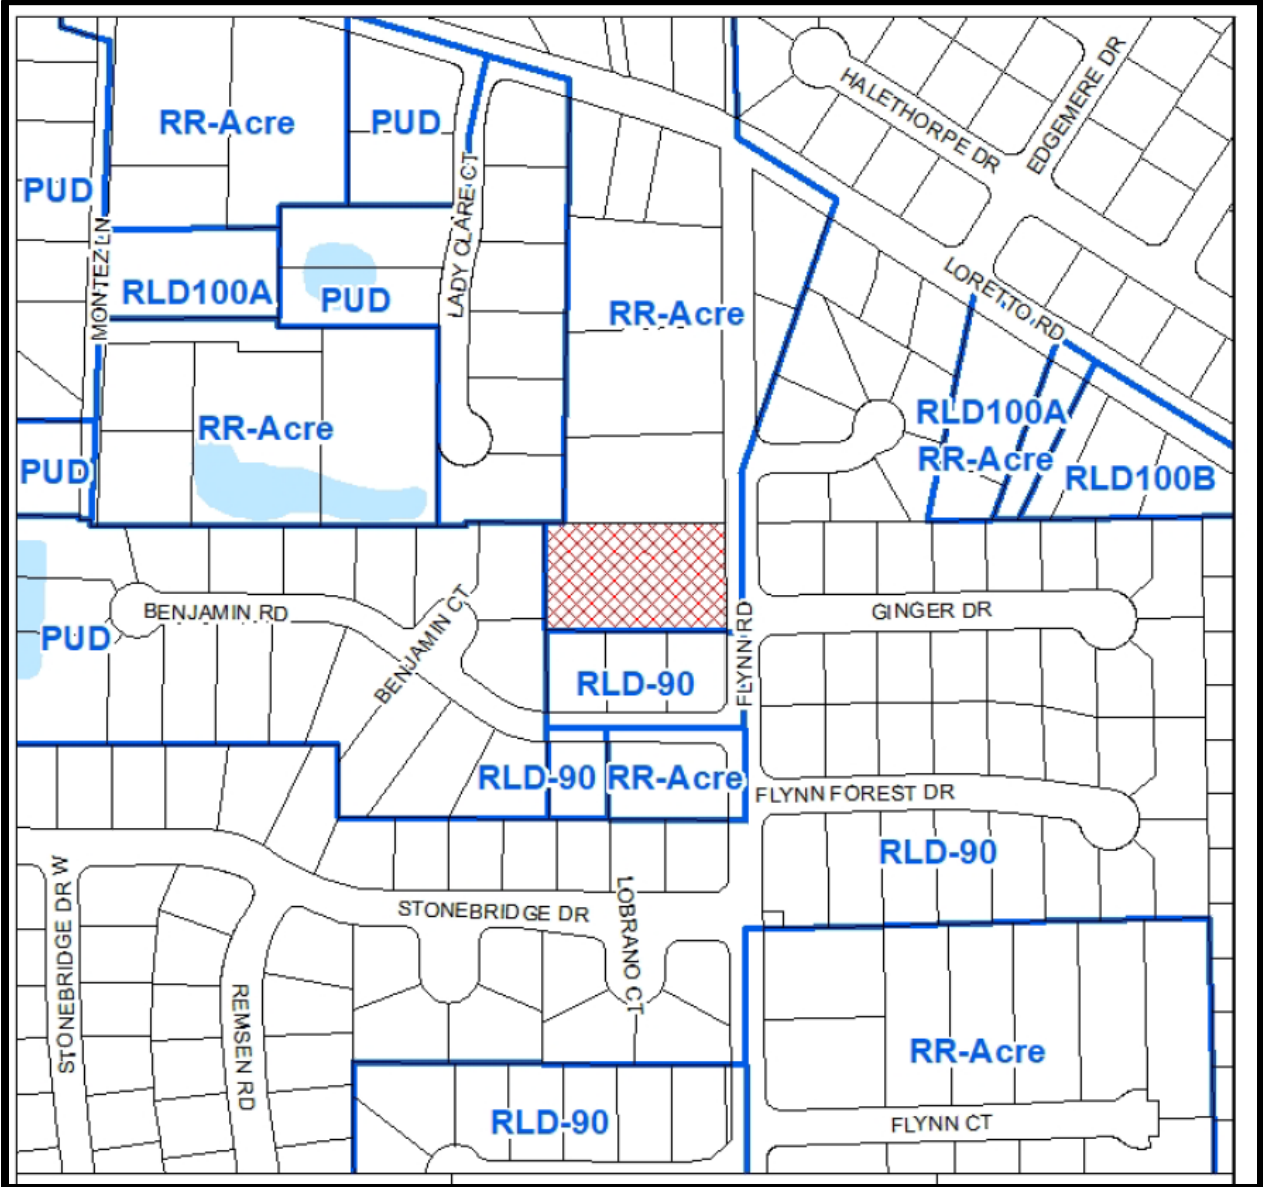 HALETHORPE DR
EDGEMERE DR
RR-Acre
PUD
PUD
LADY CLARE CT
MONTEZ LN
RLD100A
PUD
RR-Acre
LORETTO RD
RR-Acre
RLD100A
RR-Acre
RLD100B
PUD
BENJAMIN RD
BENJAMIN CT
GINGER DR
PUD
FLYNN RD
RLD-90
RLD-90
RR-Acre
FLYNN FOREST DR
RLD-90
STONEBRIDGE DR W
STONEBRIDGE DR
LOBRANO CT
REMSEN RD
RR-Acre
RLD-90
FLYNN CT